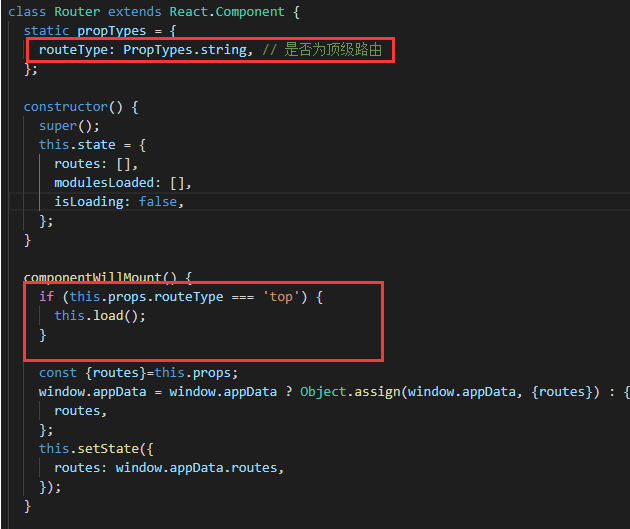 class Router extends React.Component {
static propTypes = {
routeType: PropTypes.string, // 是否为顶级路由
};
constructor() {
super();
this.state = {
routes: [],
modulesLoaded: [],
isLoading: false,
};
}
componentWillMount() {
if (this.props.routeType === 'top') {
this.load();
}
const {routes}=this.props;
window.appData = window.appData ? Object.assign(window.appData, {routes}) : {
routes,
};
this.setState({
routes: window.appData.routes,
});
}